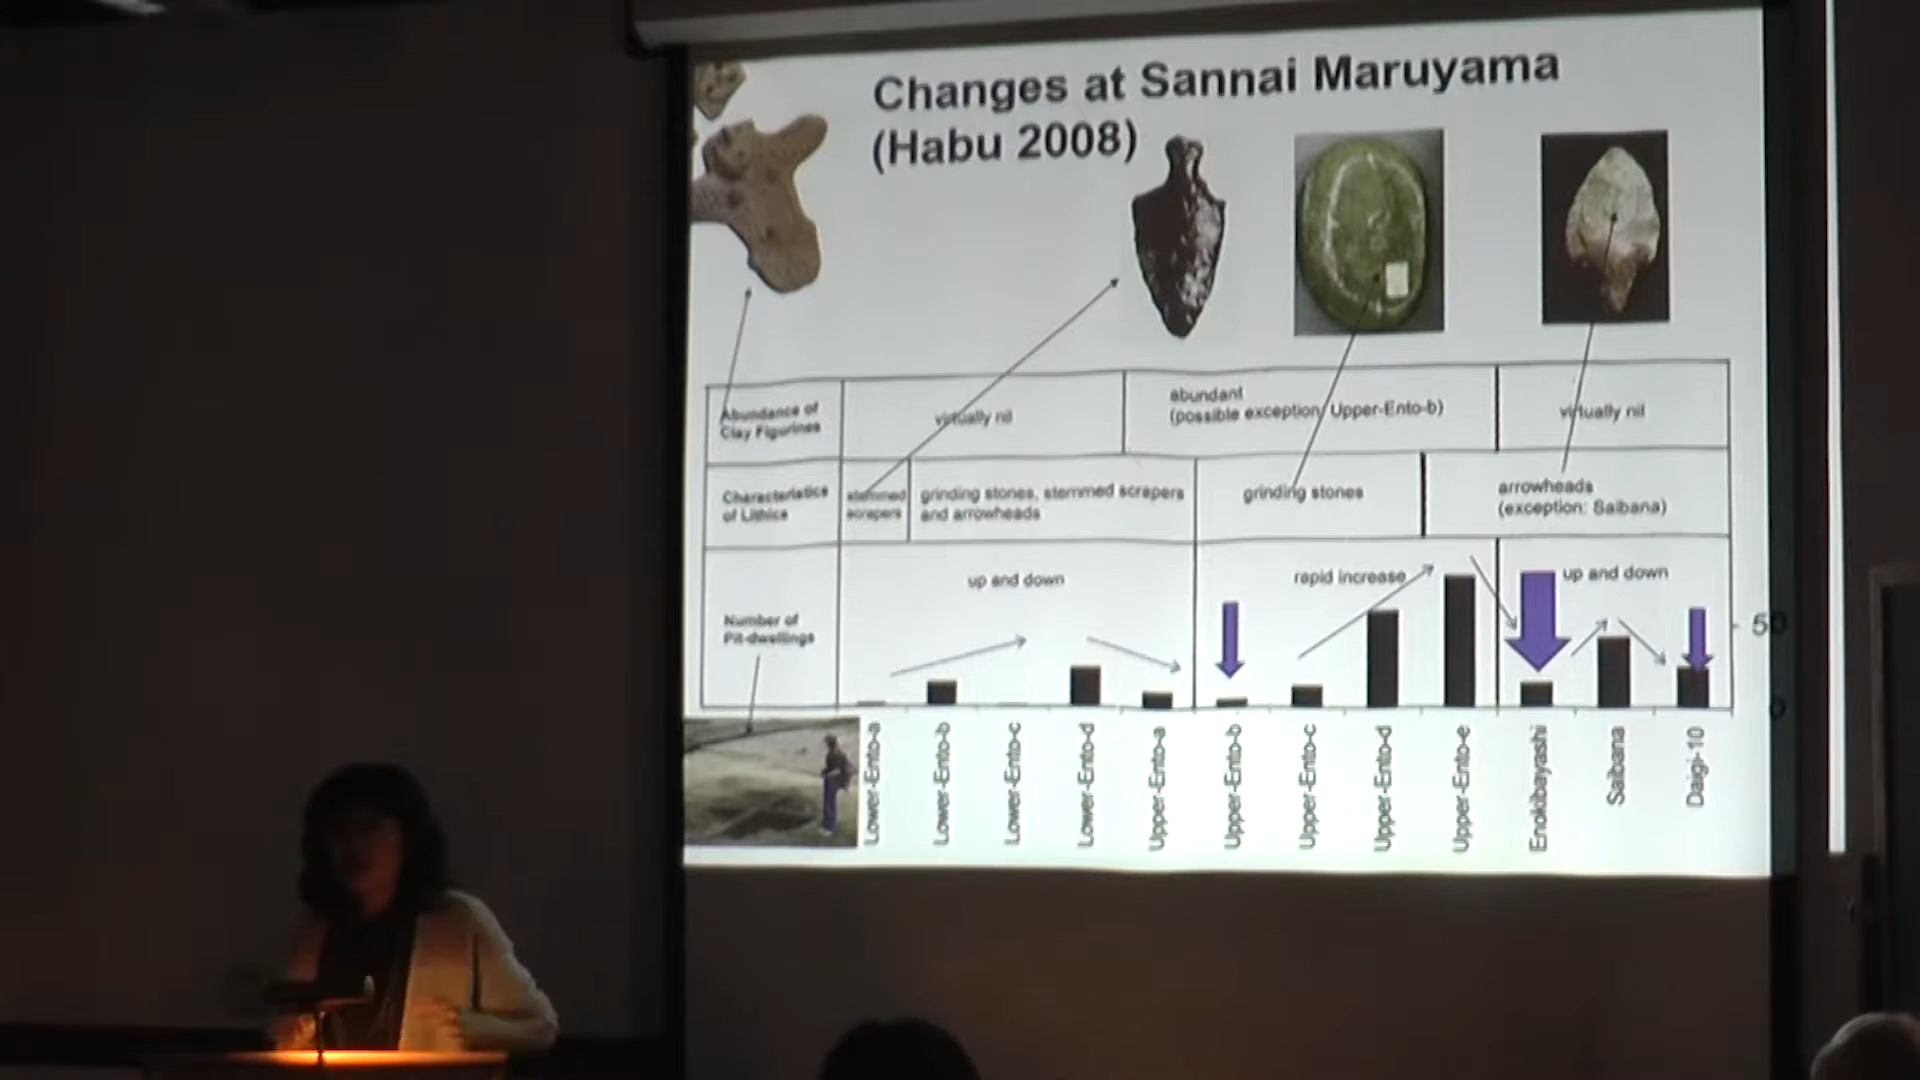 Changes at Sannai Maruyama
(Habu 2008)
Abundance of
Clay Figurines
virtually nil
abundant
(possible exception: Upper-Ento-b)
virtually nil
Characteristics
of Lithics
stemmed
scrapers
grinding stones, stemmed scrapers
and arrowheads
grinding stones
arrowheads
(exception: Saibana)
Number of
Pit-dwellings
up and down
rapid increase
up and down
50
0
Lower-Ento-a
Lower-Ento-b
Lower-Ento-c
Lower-Ento-d
Upper-Ento-a
Upper-Ento-b
Upper-Ento-c
Upper-Ento-d
Upper-Ento-e
Enokibayashi
Saibana
Daigi-10